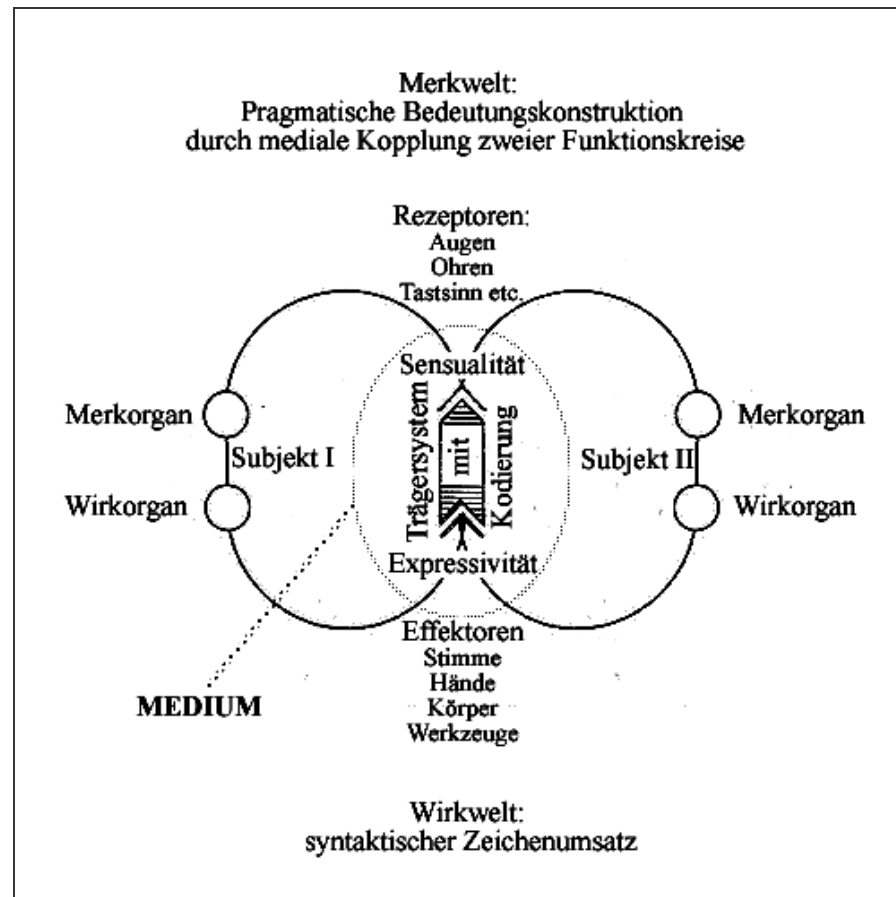 Merkwelt:
Pragmatische Bedeutungskonstruktion
durch mediale Kopplung zweier Funktionskreise
Rezeptoren:
Augen
Ohren
Tastsinn etc.
Sensualität
Merkorgan
Merkorgan
Trägersystem
mit
Kodierung
Subjekt I
Subjekt II
Wirkorgan
Wirkorgan
Expressivität
Effektoren
Stimme
Hände
Körper
Werkzeuge
MEDIUM
Wirkwelt:
syntaktischer Zeichenumsatz